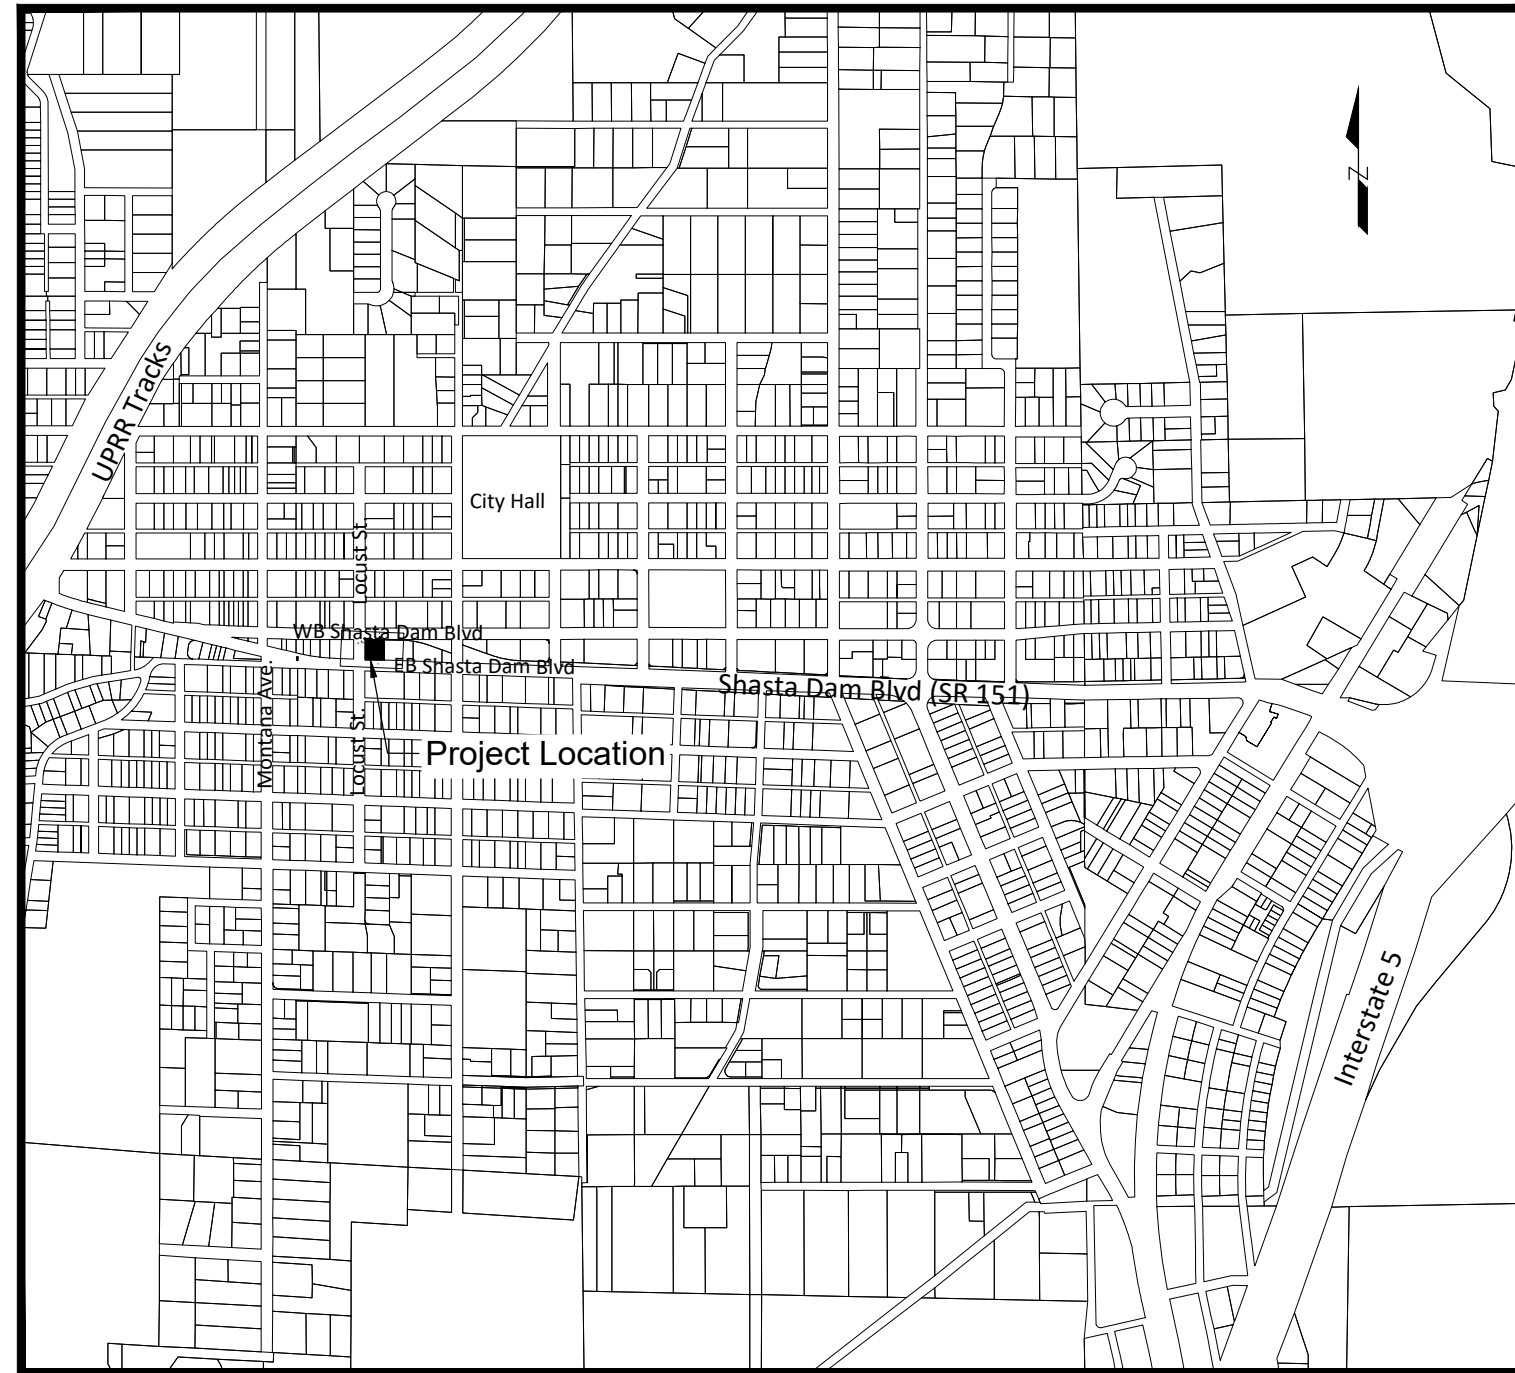 N
UPRR Tracks
City Hall
Locust St
WB Shasta Dam Blvd
EB Shasta Dam Blvd
Shasta Dam Blvd (SR 151)
Montana Ave.
Locust St.
Project Location
Interstate 5